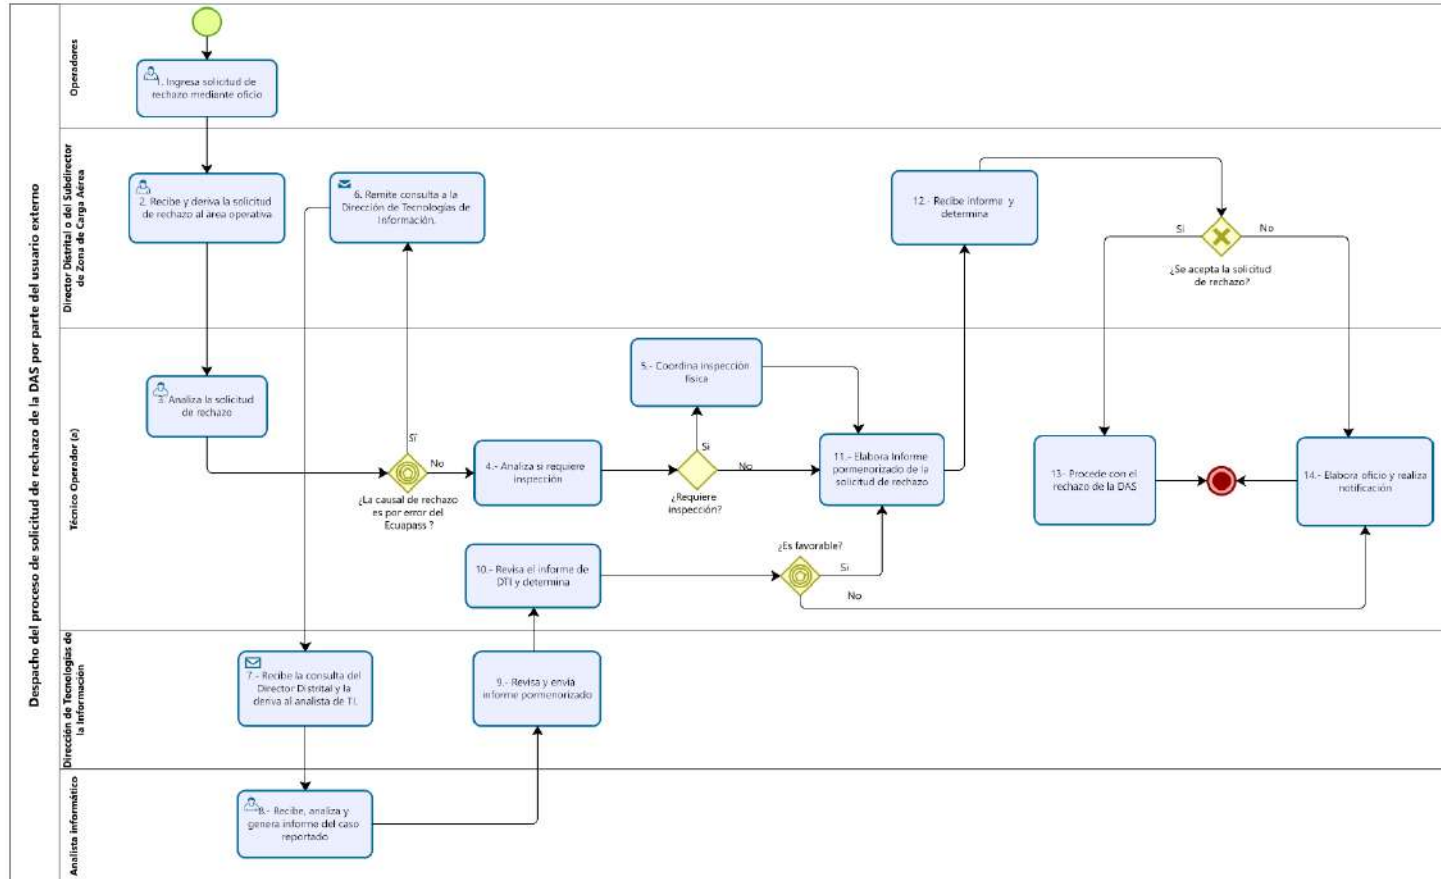 Despacho del proceso de solicitud de rechazo de la DAS por parte del usuario externo
Operadores
1. Ingresa solicitud de
rechazo mediante oficio
Director Distrital o del Subdirector
de Zona de Carga Aérea
2. Recibe y deriva la solicitud
de rechazo al área operativa
6. Remite consulta a la
Dirección de Tecnologías de
Información.
12.- Recibe informe y
determina
Si
No
¿Se acepta la solicitud
de rechazo?
Técnico Operador (a)
Analiza la solicitud
de rechazo
Sí
No
¿La causal de rechazo
es por error del
Ecuapass ?
4.- Analiza si requiere
inspección
5.- Coordina inspección
física
Si
No
¿Requiere
inspección?
11.- Elabora Informe
pormenorizado de la
solicitud de rechazo
13.- Procede con el
rechazo de la DAS
14.- Elabora oficio y realiza
notificación
10.- Revisa el informe de
DTI y determina
¿Es favorable?
Si
No
Dirección de Tecnologías de
la Información
7.- Recibe la consulta del
Director Distrital y la
deriva al analista de TI.
9.- Revisa y envía
informe pormenorizado
Analista informático
8.- Recibe, analiza y
genera informe del caso
reportado